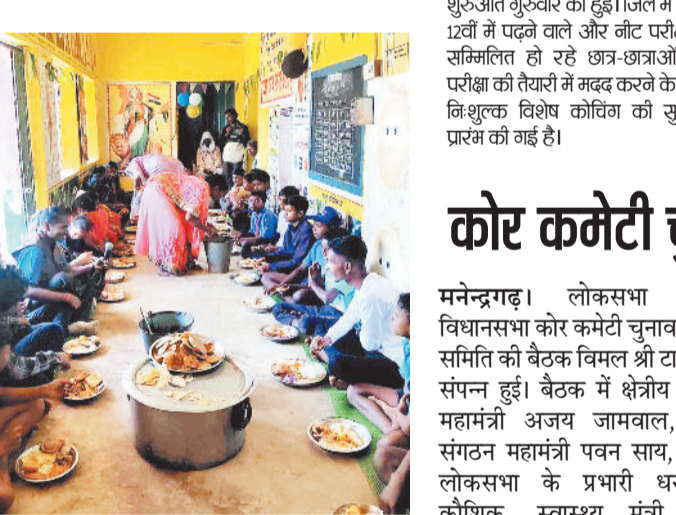 शुरुआत गुरुवार को हुई। जिले में
12वीं में पढ़ने वाले और नीट
सम्मिलित हो रहे छात्र-छात्राओं
परीक्षा की तैयारी में मदद करने के
निःशुल्क विशेष कोचिंग की
प्रारंभ की गई है।
कोर कमेटी
मनेन्द्रगढ़। लोकसभा
विधानसभा कोर कमेटी चुनाव
समिति की बैठक विमल श्री
संपन्न हुई। बैठक में क्षेत्रीय
महामंत्री अजय जामवाल,
संगठन महामंत्री पवन साय,
लोकसभा के प्रभारी
कौशिक, स्वास्थ्य मंत्री